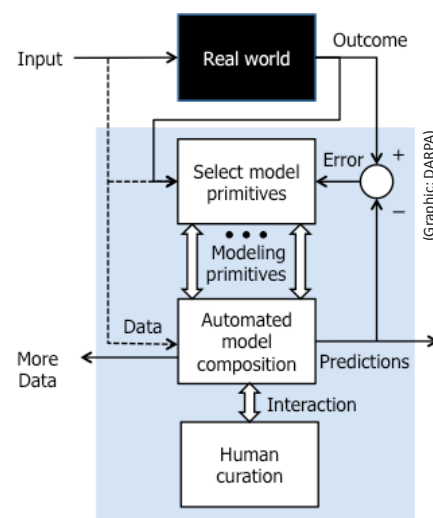 Outcome
Input
Real world
+
Error
Select model
primitives
−
(Graphic: DARPA)
• • •
Modeling
primitives
Data
Automated
model
composition
More
Data
Predictions
Interaction
Human
curation